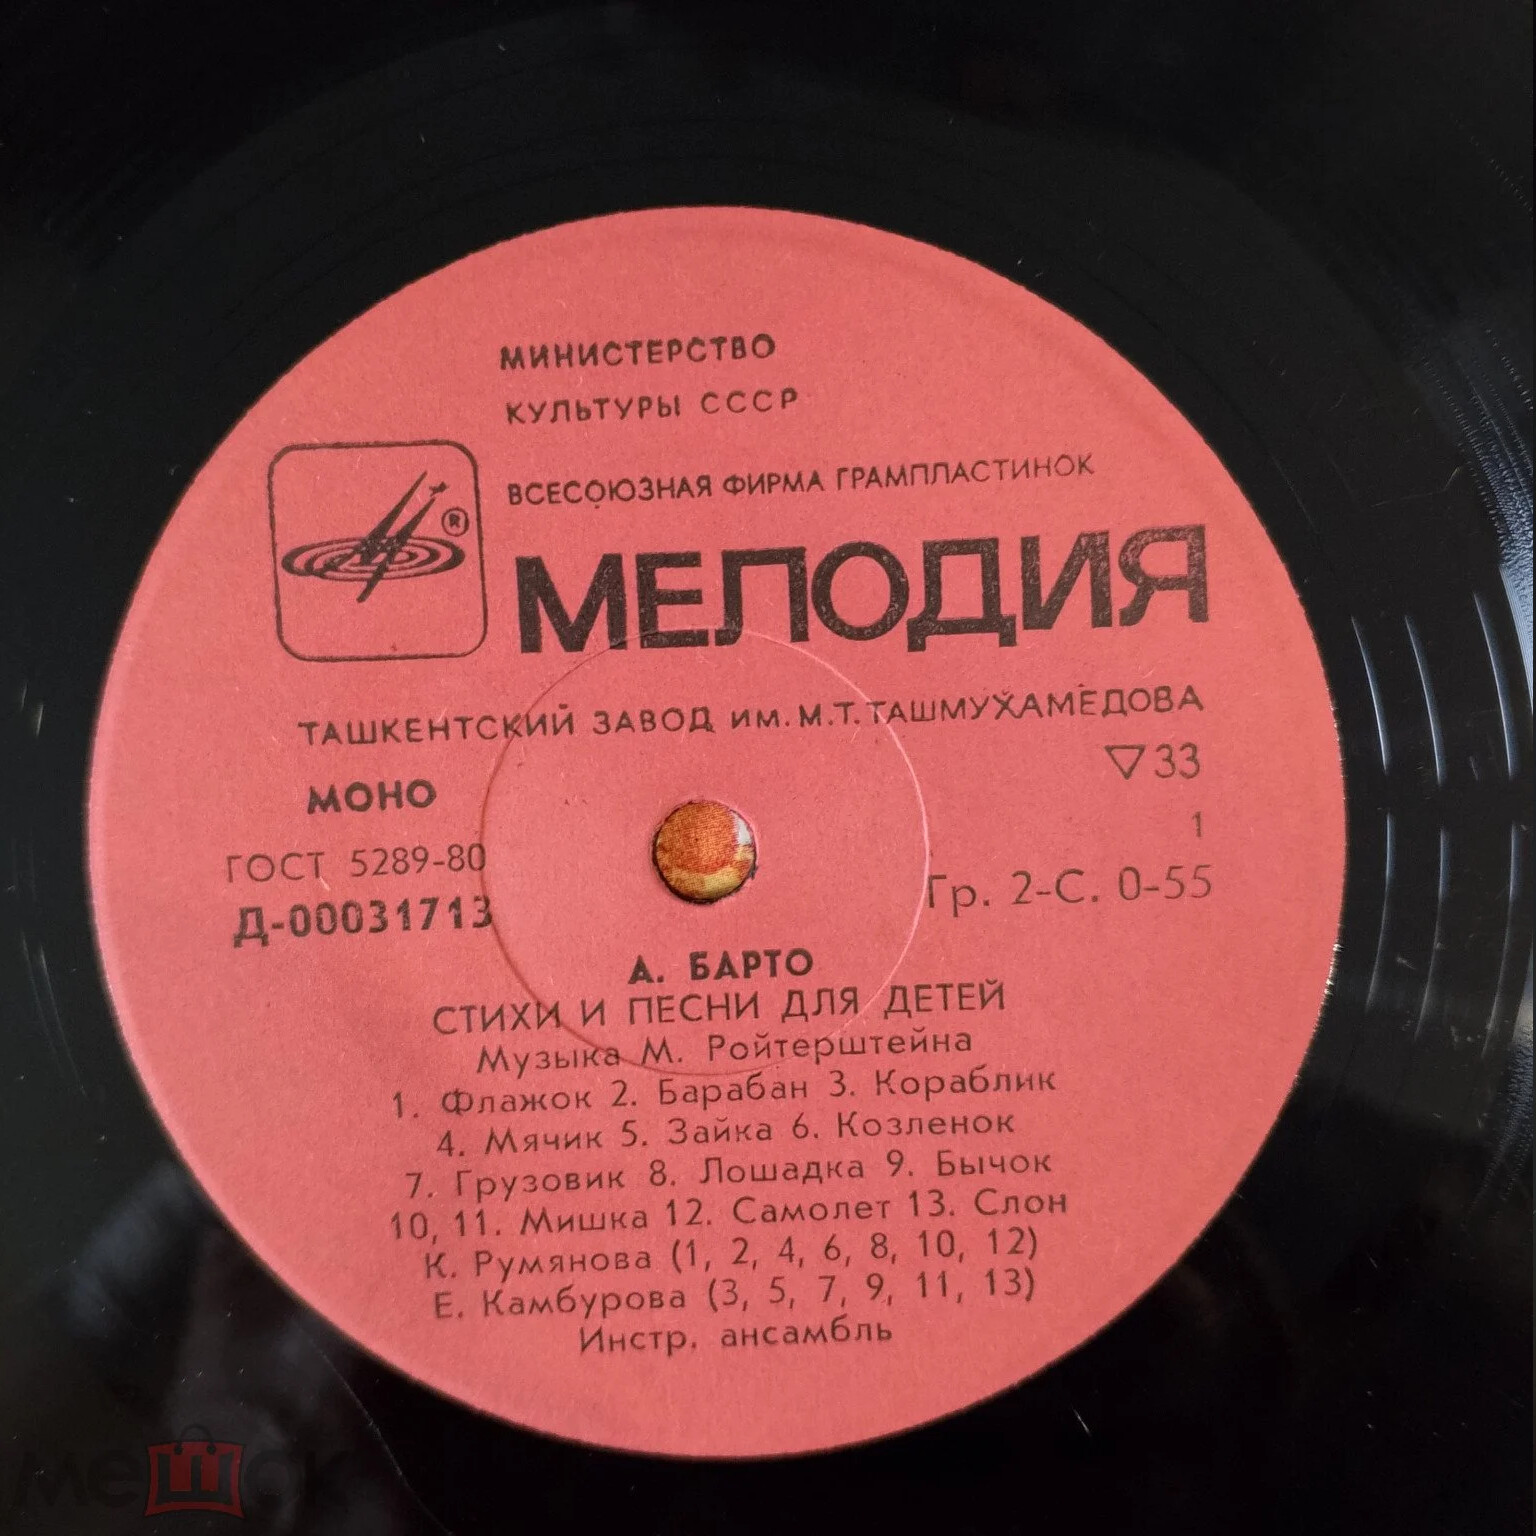 МИНИСТЕРСТВО
КУЛЬТУРЫ СССР
ВСЕСОЮЗНАЯ ФИРМА ГРАМПЛАСТИНОК
®
МЕЛОДИЯ
ТАШКЕНТСКИЙ ЗАВОД ИМ. М.Т. ТАШМУХАМЕДОВА
▽33
МОНО
1
ГОСТ 5289-80
Гр. 2-С. 0-55
Д-00031713
А. БАРТО
СТИХИ И ПЕСНИ ДЛЯ ДЕТЕЙ
Музыка М. Ройтерштейна
1. Флажок 2. Барабан 3. Кораблик
4. Мячик 5. Зайка 6. Козленок
7. Грузовик 8. Лошадка 9. Бычок
10, 11. Мишка 12. Самолет 13. Слон
К. Румянова (1, 2, 4, 6, 8, 10, 12)
Е. Камбурова (3, 5, 7, 9, 11, 13)
Инстр. ансамбль
мешок